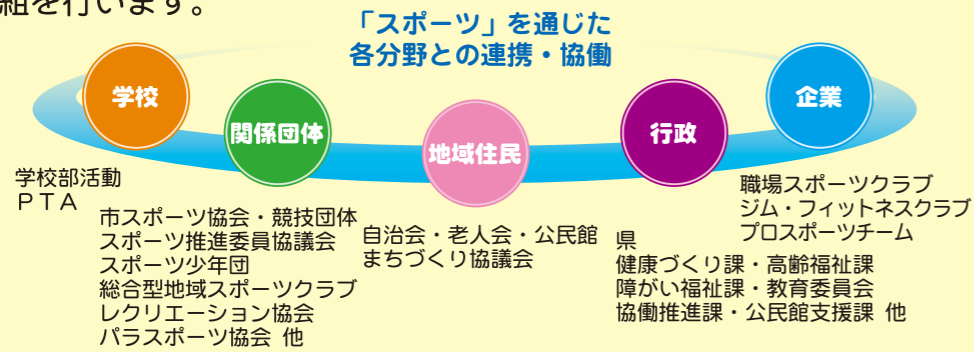 組を行います。
「スポーツ」を通じた
各分野との連携・協働
学校
関係団体
地域住民
行政
企業
学校部活動
ＰＴＡ
市スポーツ協会・競技団体
スポーツ推進委員協議会
スポーツ少年団
総合型地域スポーツクラブ
レクリエーション協会
パラスポーツ協会 他
自治会・老人会・公民館
まちづくり協議会
県
健康づくり課・高齢福祉課
障がい福祉課・教育委員会
協働推進課・公民館支援課 他
職場スポーツクラブ
ジム・フィットネスクラブ
プロスポーツチーム